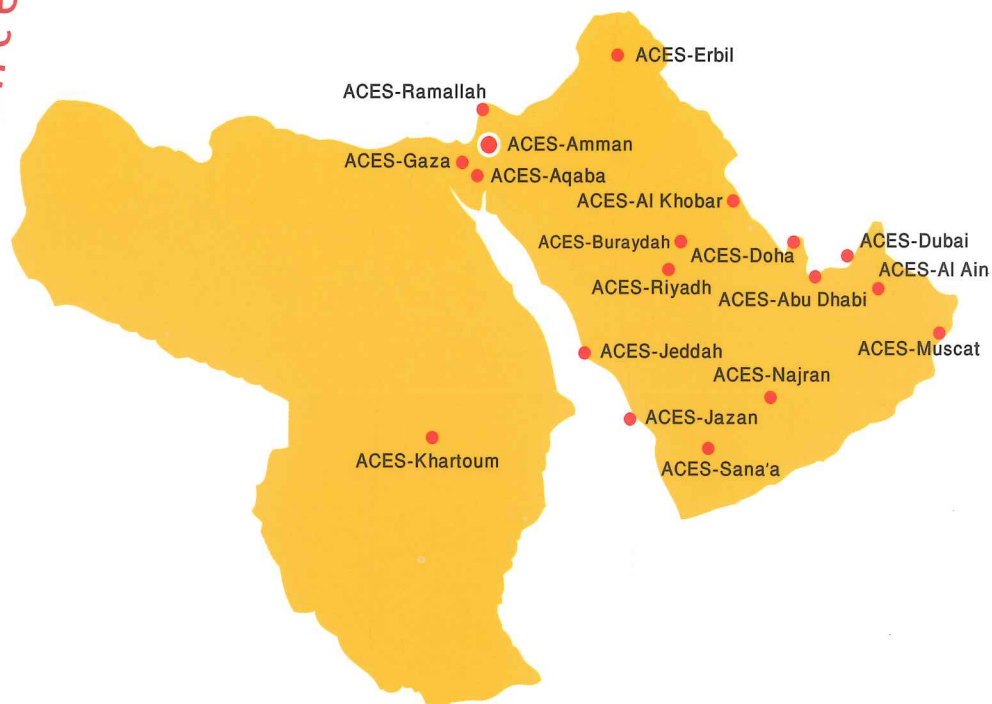 ACES-Erbil
ACES-Ramallah
ACES-Amman
ACES-Gaza
ACES-Aqaba
ACES-Al Khobar
ACES-Buraydah
ACES-Doha
ACES-Dubai
ACES-Al Ain
ACES-Riyadh
ACES-Abu Dhabi
ACES-Muscat
ACES-Jeddah
ACES-Najran
ACES-Jazan
ACES-Khartoum
ACES-Sana'a